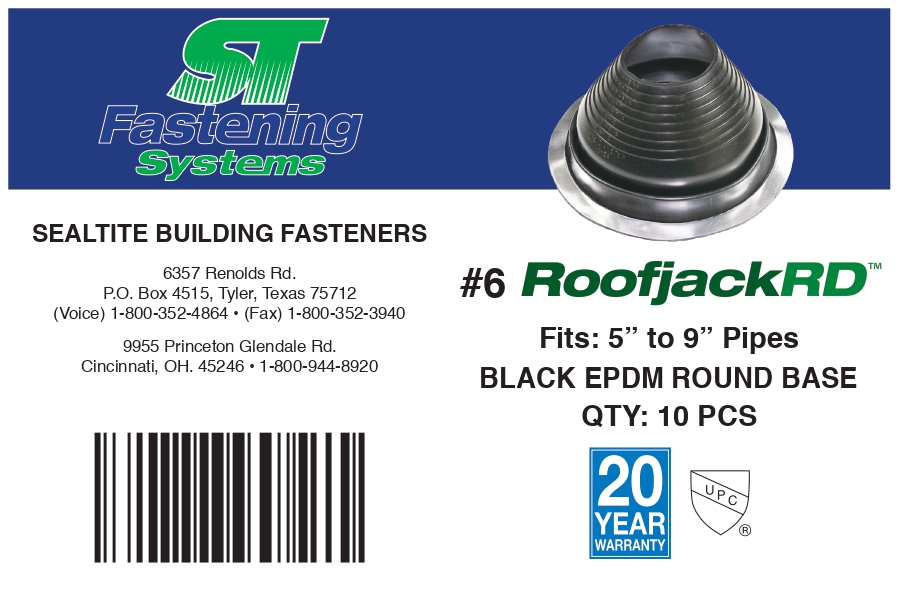 ST
Fastening
Systems
SEALTITE BUILDING FASTENERS
6357 Renolds Rd.
P.O. Box 4515, Tyler, Texas 75712
(Voice) 1-800-352-4864 • (Fax) 1-800-352-3940
9955 Princeton Glendale Rd.
Cincinnati, OH. 45246 • 1-800-944-8920
#6 RoofjackRD™
Fits: 5” to 9” Pipes
BLACK EPDM ROUND BASE
QTY: 10 PCS
20
YEAR
WARRANTY
UPC
®